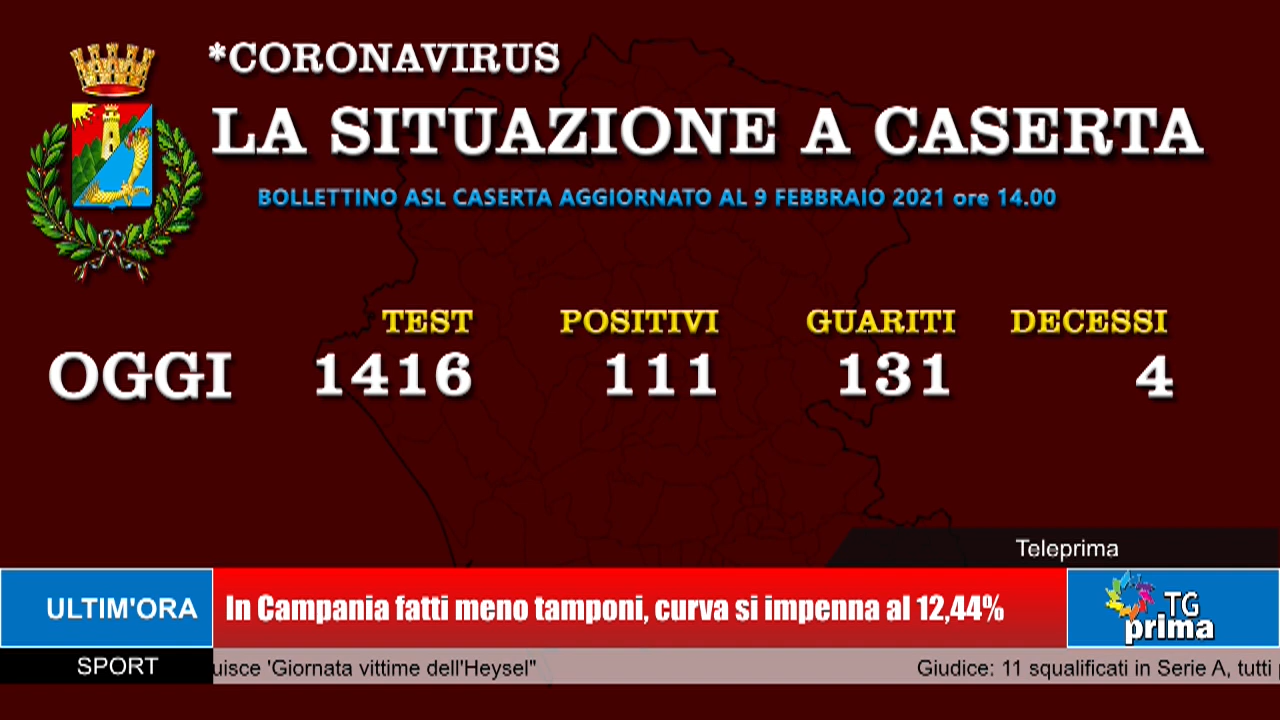 *CORONAVIRUS
LA SITUAZIONE A CASERTA
BOLLETTINO ASL CASERTA AGGIORNATO AL 9 FEBBRAIO 2021 ore 14.00
TEST POSITIVI GUARITI DECESSI
OGGI 1416 111 131 4
Teleprima
ULTIM'ORA In Campania fatti meno tamponi, curva si impenna al 12,44%
TG prima
SPORT uisce 'Giornata vittime dell'Heysel" Giudice: 11 squalificati in Serie A, tutti